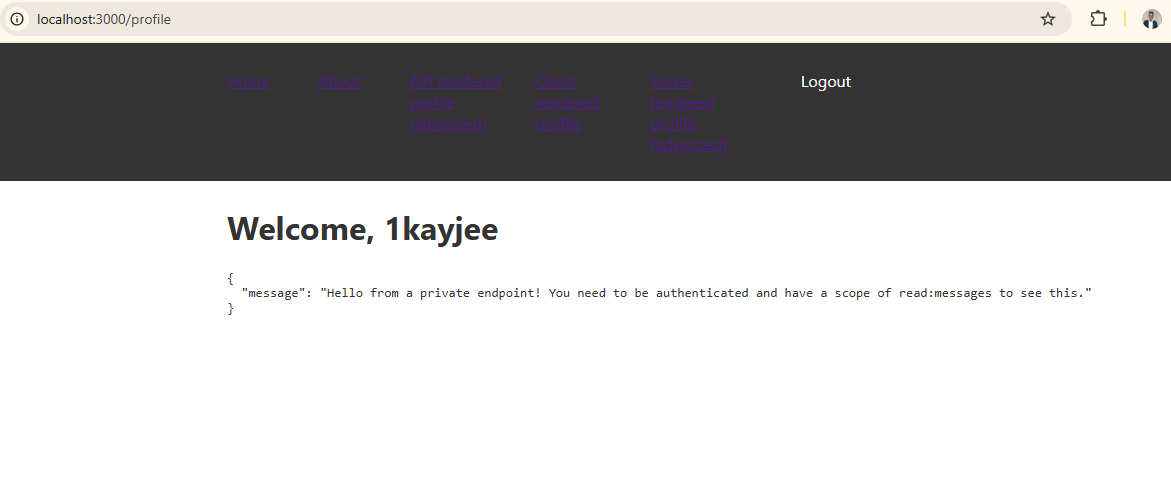 localhost:3000/profile
Home About API rendered Client Server Logout
profile rendered rendered
(advanced) profile profile
(advanced)
Welcome, 1kayjee
{
"message": "Hello from a private endpoint! You need to be authenticated and have a scope of read:messages to see this."
}